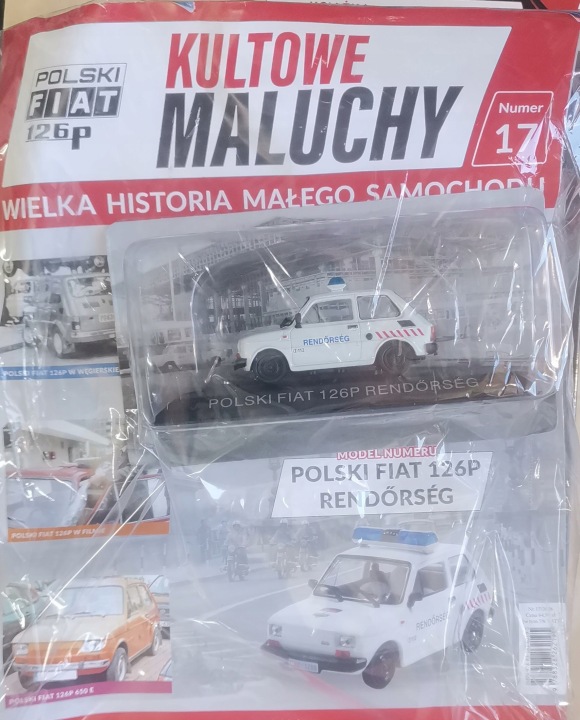 POLSKI
FIAT
126p
KULTOWE
MALUCHY
Numer
17
WIELKA HISTORIA MAŁEGO SAMOCHODU
RENDŐRSÉG
POLSKI FIAT 126P RENDŐRSÉG
POLSKI FIAT 126P W WĘGIERSKIE
MODEL NUMERU
POLSKI FIAT 126P
RENDŐRSÉG
POLSKI FIAT 126P W FILMIE
RENDŐRSÉG
POLSKI FIAT 126P 650 E